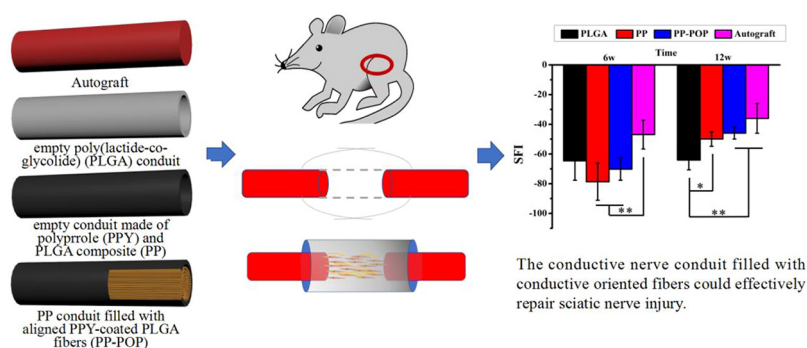 Autograft
empty poly(lactide-co-
glycolide) (PLGA) conduit
empty conduit made of
polyprrole (PPY) and
PLGA composite (PP)
PP conduit filled with
aligned PPY-coated PLGA
fibers (PP-POP)
PLGA PP PP-POP Autograft
Time
6w 12w
0
-20
-40
-60
-80
-100
SFI
**
*
**
The conductive nerve conduit filled with
conductive oriented fibers could effectively
repair sciatic nerve injury.